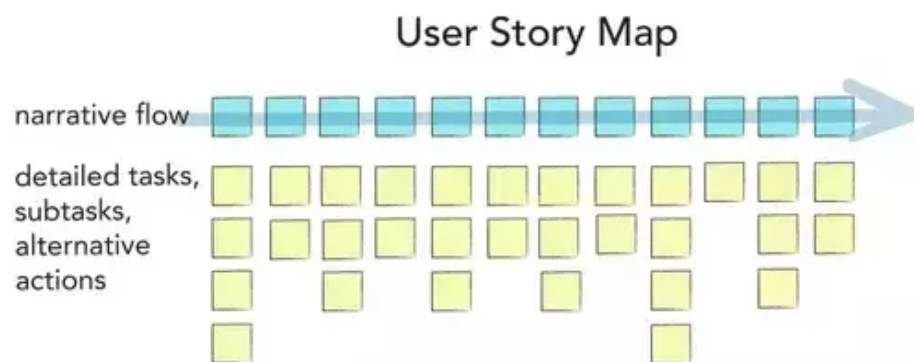 User Story Map
narrative flow
detailed tasks,
subtasks,
alternative
actions